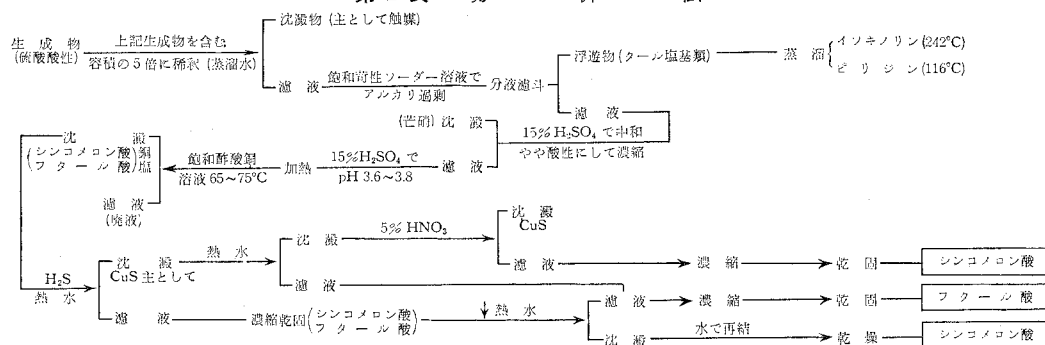 沈澱物 (主として触媒)
生成物 上記生成物を含む
(硫酸酸性) 容積の5倍に稀釈 (蒸溜水)
濾液 飽和苛性ソーダー溶液で 分液濾斗
アルカリ過剰
浮遊物 (タール塩基類) 蒸溜 イソキノリン (242℃)
ピリジン (116℃)
濾液
15% H₂SO₄ で中和
やや酸性にして濃縮
(芒硝) 沈澱
濾液 15%H₂SO₄ で 加熱 飽和酢酸銅
pH 3.6~3.8 溶液 65~75℃
沈澱
(シンコメロン酸 フタール酸) 銅塩
濾液
(廃液)
H₂S
熱水
沈澱 熱水 沈澱 5% HNO₃ 沈澱
CuS 主として CuS
濾液 濃縮 乾固 シンコメロン酸
濾液
濾液 濃縮乾固 (シンコメロン酸 フタール酸) 熱水 濾液 濃縮 乾固 フタール酸
沈澱 水で再結 乾燥 シンコメロン酸